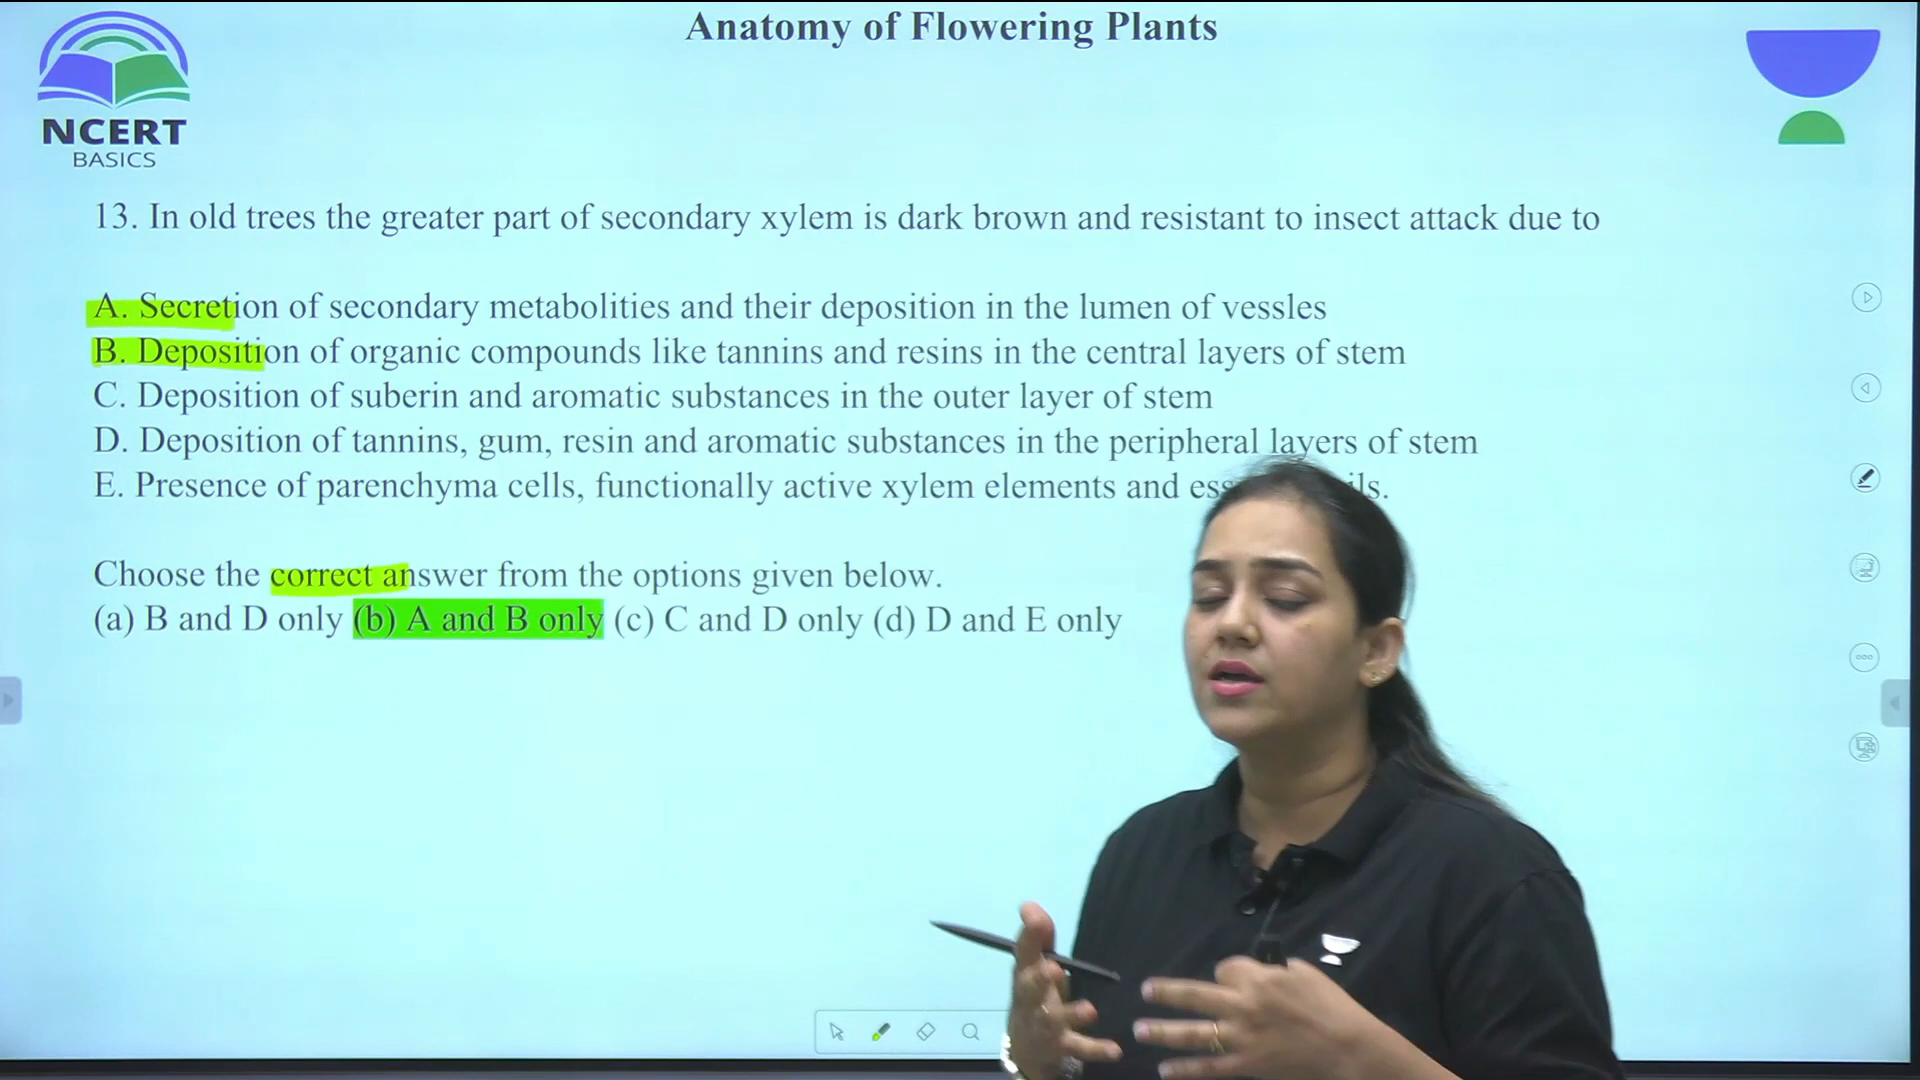 Anatomy of Flowering Plants
NCERT
BASICS
13. In old trees the greater part of secondary xylem is dark brown and resistant to insect attack due to
A. Secretion of secondary metabolities and their deposition in the lumen of vessles
B. Deposition of organic compounds like tannins and resins in the central layers of stem
C. Deposition of suberin and aromatic substances in the outer layer of stem
D. Deposition of tannins, gum, resin and aromatic substances in the peripheral layers of stem
E. Presence of parenchyma cells, functionally active xylem elements and
Choose the correct answer from the options given below.
(a) B and D only (b) A and B only (c) C and D only (d) D and E only